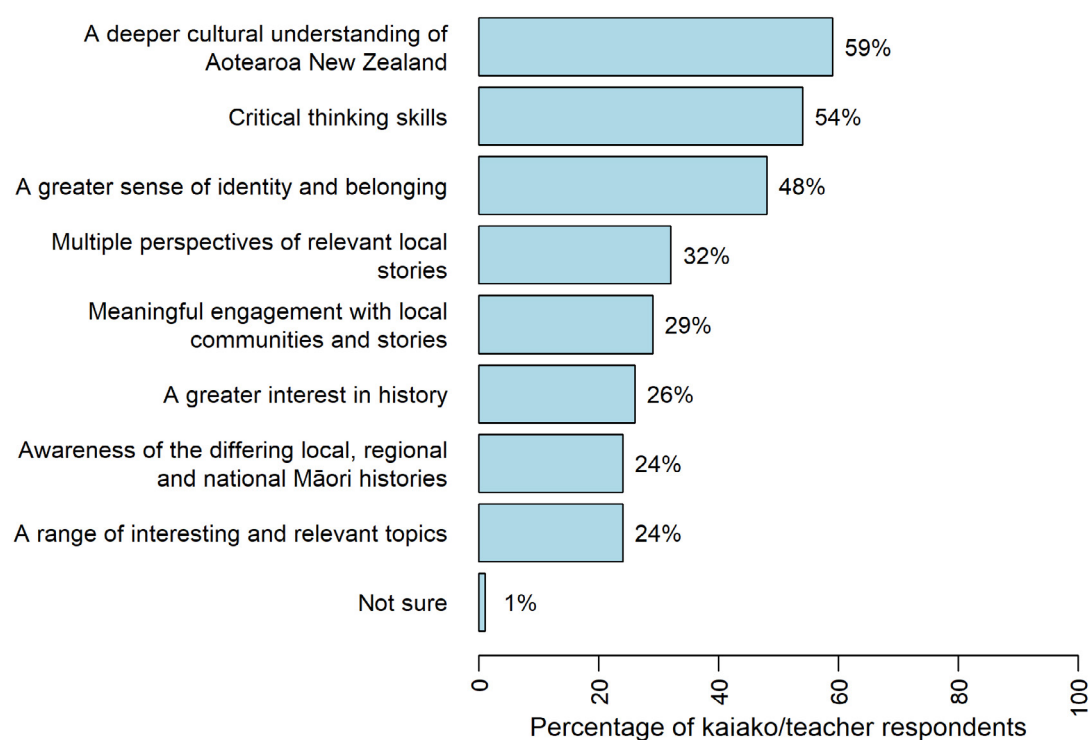 A deeper cultural understanding of
Aotearoa New Zealand
59%
Critical thinking skills
54%
A greater sense of identity and belonging
48%
Multiple perspectives of relevant local
stories
32%
Meaningful engagement with local
communities and stories
29%
A greater interest in history
26%
Awareness of the differing local, regional
and national Māori histories
24%
A range of interesting and relevant topics
24%
Not sure
1%
0
20
40
60
80
100
Percentage of kaiako/teacher respondents